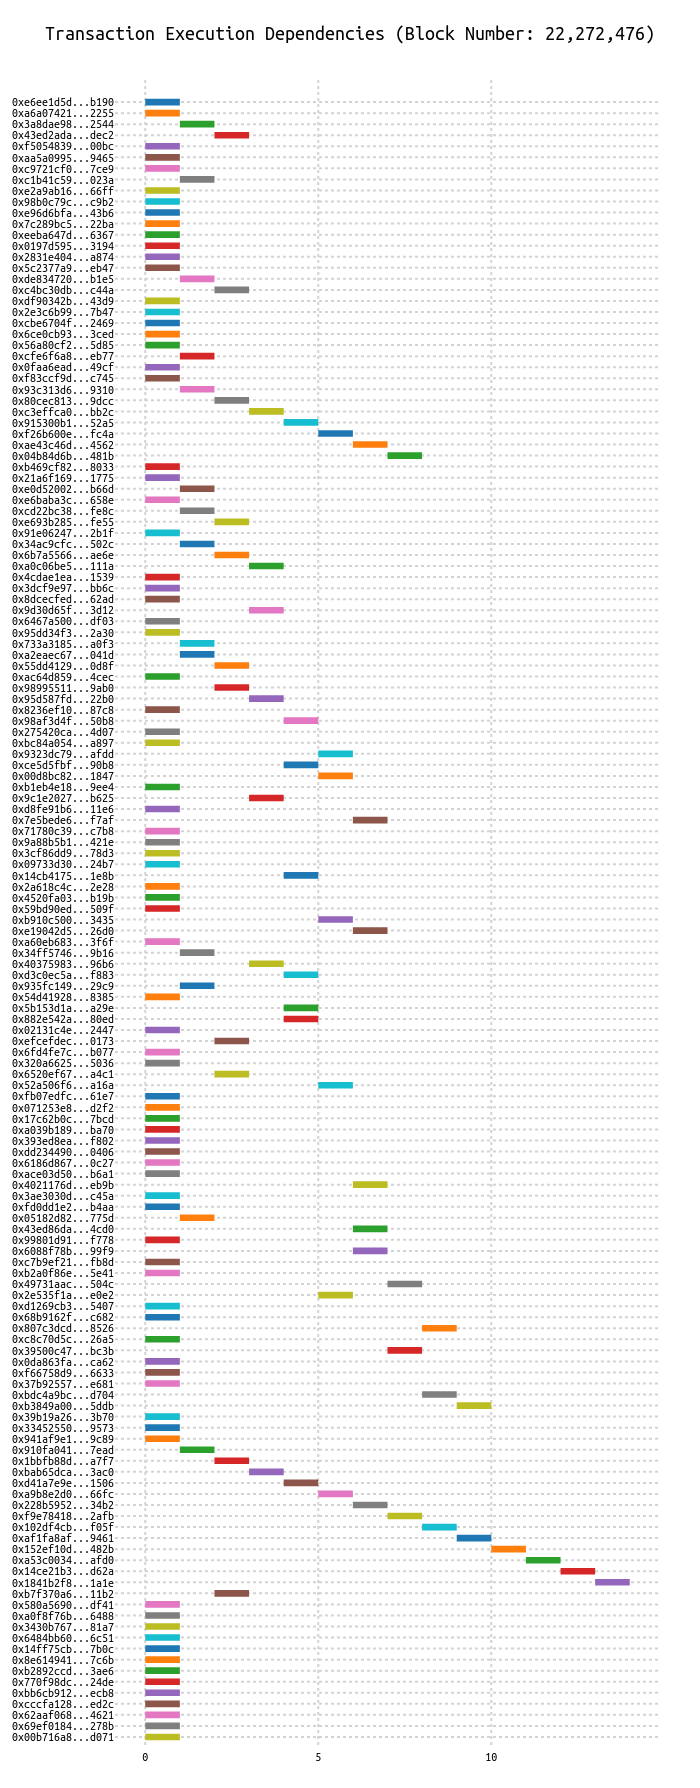 Transaction Execution Dependencies (Block Number: 22,272,476)
0xe6ee1d5d...b190
0xa6a07421...2255
0x3a8dae98...2544
0x43ed2ada...dec2
0xf5054839...00bc
0xaa5a0995...9465
0xc9721cf0...7ce9
0xc1b41c59...023a
0xe2a9ab16...66ff
0x98b0c79c...c9b2
0xe96d6bfa...43b6
0x7c289bc5...22ba
0xeeba647d...6367
0x0197d595...3194
0x2831e404...a874
0x5c2377a9...eb47
0xde834720...b1e5
0xc4bc30db...c44a
0xdf90342b...43d9
0x2e3c6b99...7b47
0xcbe6704f...2469
0x6ce0cb93...3ced
0x56a80cf2...5d85
0xcfe6f6a8...eb77
0x0faa6ead...49cf
0xf83ccf9d...c745
0x93c313d6...9310
0x80cec813...9dcc
0xc3effca0...bb2c
0x915300b1...52a5
0xf26b600e...fc4a
0xae43c46d...4562
0x04b84d6b...481b
0xb469cf82...8033
0x21a6f169...1775
0xe0d52002...b66d
0xe6baba3c...658e
0xcd22bc38...fe8c
0xe693b285...fe55
0x91e06247...2b1f
0x34ac9cfc...502c
0x6b7a5566...ae6e
0xa0c06be5...111a
0x4cdae1ea...1539
0x3dcf9e97...bb6c
0x8dcecfed...62ad
0x9d30d65f...3d12
0x6467a500...df03
0x95dd34f3...2a30
0x733a3185...a0f3
0xa2eaec67...041d
0x55dd4129...0d8f
0xac64d859...4cec
0x98995511...9ab0
0x95d587fd...22b0
0x8236ef10...87c8
0x98af3d4f...50b8
0x275420ca...4d07
0xbc84a054...a897
0x9323dc79...afdd
0xce5d5fbf...90b8
0x00d8bc82...1847
0xb1eb4e18...9ee4
0x9c1e2027...b625
0xd8fe91b6...11e6
0x7e5bede6...f7af
0x71780c39...c7b8
0x9a88b5b1...421e
0x3cf86dd9...78d3
0x09733d30...24b7
0x14cb4175...1e8b
0x2a618c4c...2e28
0x4520fa03...b19b
0x59bd90ed...509f
0xb910c500...3435
0xe19042d5...26d0
0xa60eb683...3f6f
0x34ff5746...9b16
0x40375983...96b6
0xd3c0ec5a...f883
0x935fc149...29c9
0x54d41928...8385
0x5b153d1a...a29e
0x882e542a...80ed
0x02131c4e...2447
0xefcefdec...0173
0x6fd4fe7c...b077
0x320a6625...5036
0x6520ef67...a4c1
0x52a506f6...a16a
0xfb07edfc...61e7
0x071253e8...d2f2
0x17c62b0c...7bcd
0xa039b189...ba70
0x393ed8ea...f802
0xdd234490...0406
0x6186d867...0c27
0xace03d50...b6a1
0x4021176d...eb9b
0x3ae3030d...c45a
0xfd0dd1e2...b4aa
0x05182d82...775d
0x43ed86da...4cd0
0x99801d91...f778
0x6088f78b...99f9
0xc7b9ef21...fb8d
0xb2a0f86e...5e41
0x49731aac...504c
0x2e535f1a...e0e2
0xd1269cb3...5407
0x68b9162f...c682
0x807c3dcd...8526
0xc8c70d5c...26a5
0x39500c47...bc3b
0x0da863fa...ca62
0xf66758d9...6633
0x37b92557...e681
0xbdc4a9bc...d704
0xb3849a00...5ddb
0x39b19a26...3b70
0x33452550...9573
0x941af9e1...9c89
0x910fa041...7ead
0x1bbfb88d...a7f7
0xbab65dca...3ac0
0xd41a7e9e...1506
0xa9b8e2d0...66fc
0x228b5952...34b2
0xf9e78418...2afb
0x102df4cb...f05f
0xaf1fa8af...9461
0x152ef10d...482b
0xa53c0034...afd0
0x14ce21b3...d62a
0x1841b2f8...1a1e
0xb7f370a6...11b2
0x580a5690...df41
0xa0f8f76b...6488
0x3430b767...81a7
0x6484bb60...6c51
0x14ff75cb...7b0c
0x8e614941...7c6b
0xb2892ccd...3ae6
0x770f98dc...24de
0xbb6cb912...ecb8
0xcccfa128...ed2c
0x62aaf068...4621
0x69ef0184...278b
0x00b716a8...d071
0 5 10